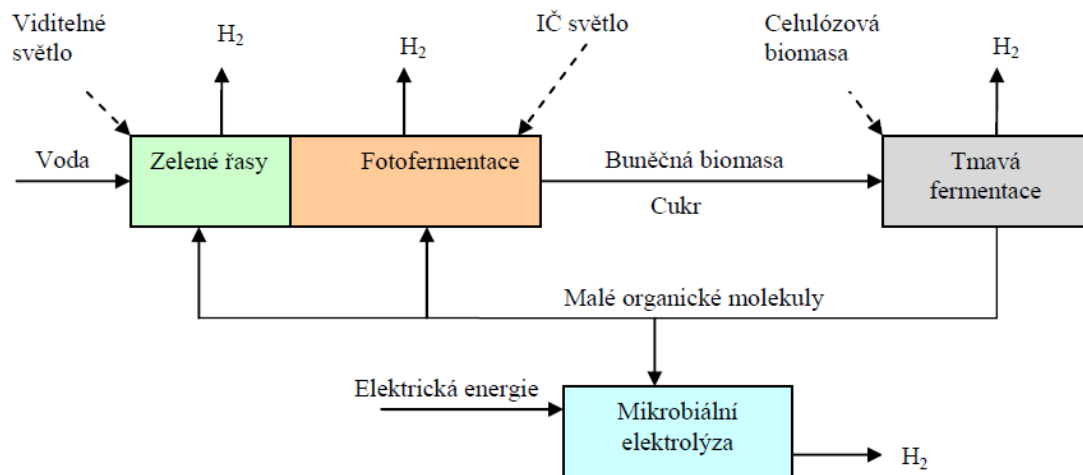 Viditelné
světlo
H2
H2
IČ světlo
Celulózová
biomasa
H2
Voda
Zelené řasy
Fotofermentace
Buněčná biomasa
Cukr
Tmavá
fermentace
Malé organické molekuly
Elektrická energie
Mikrobiální
elektrolýza
H2